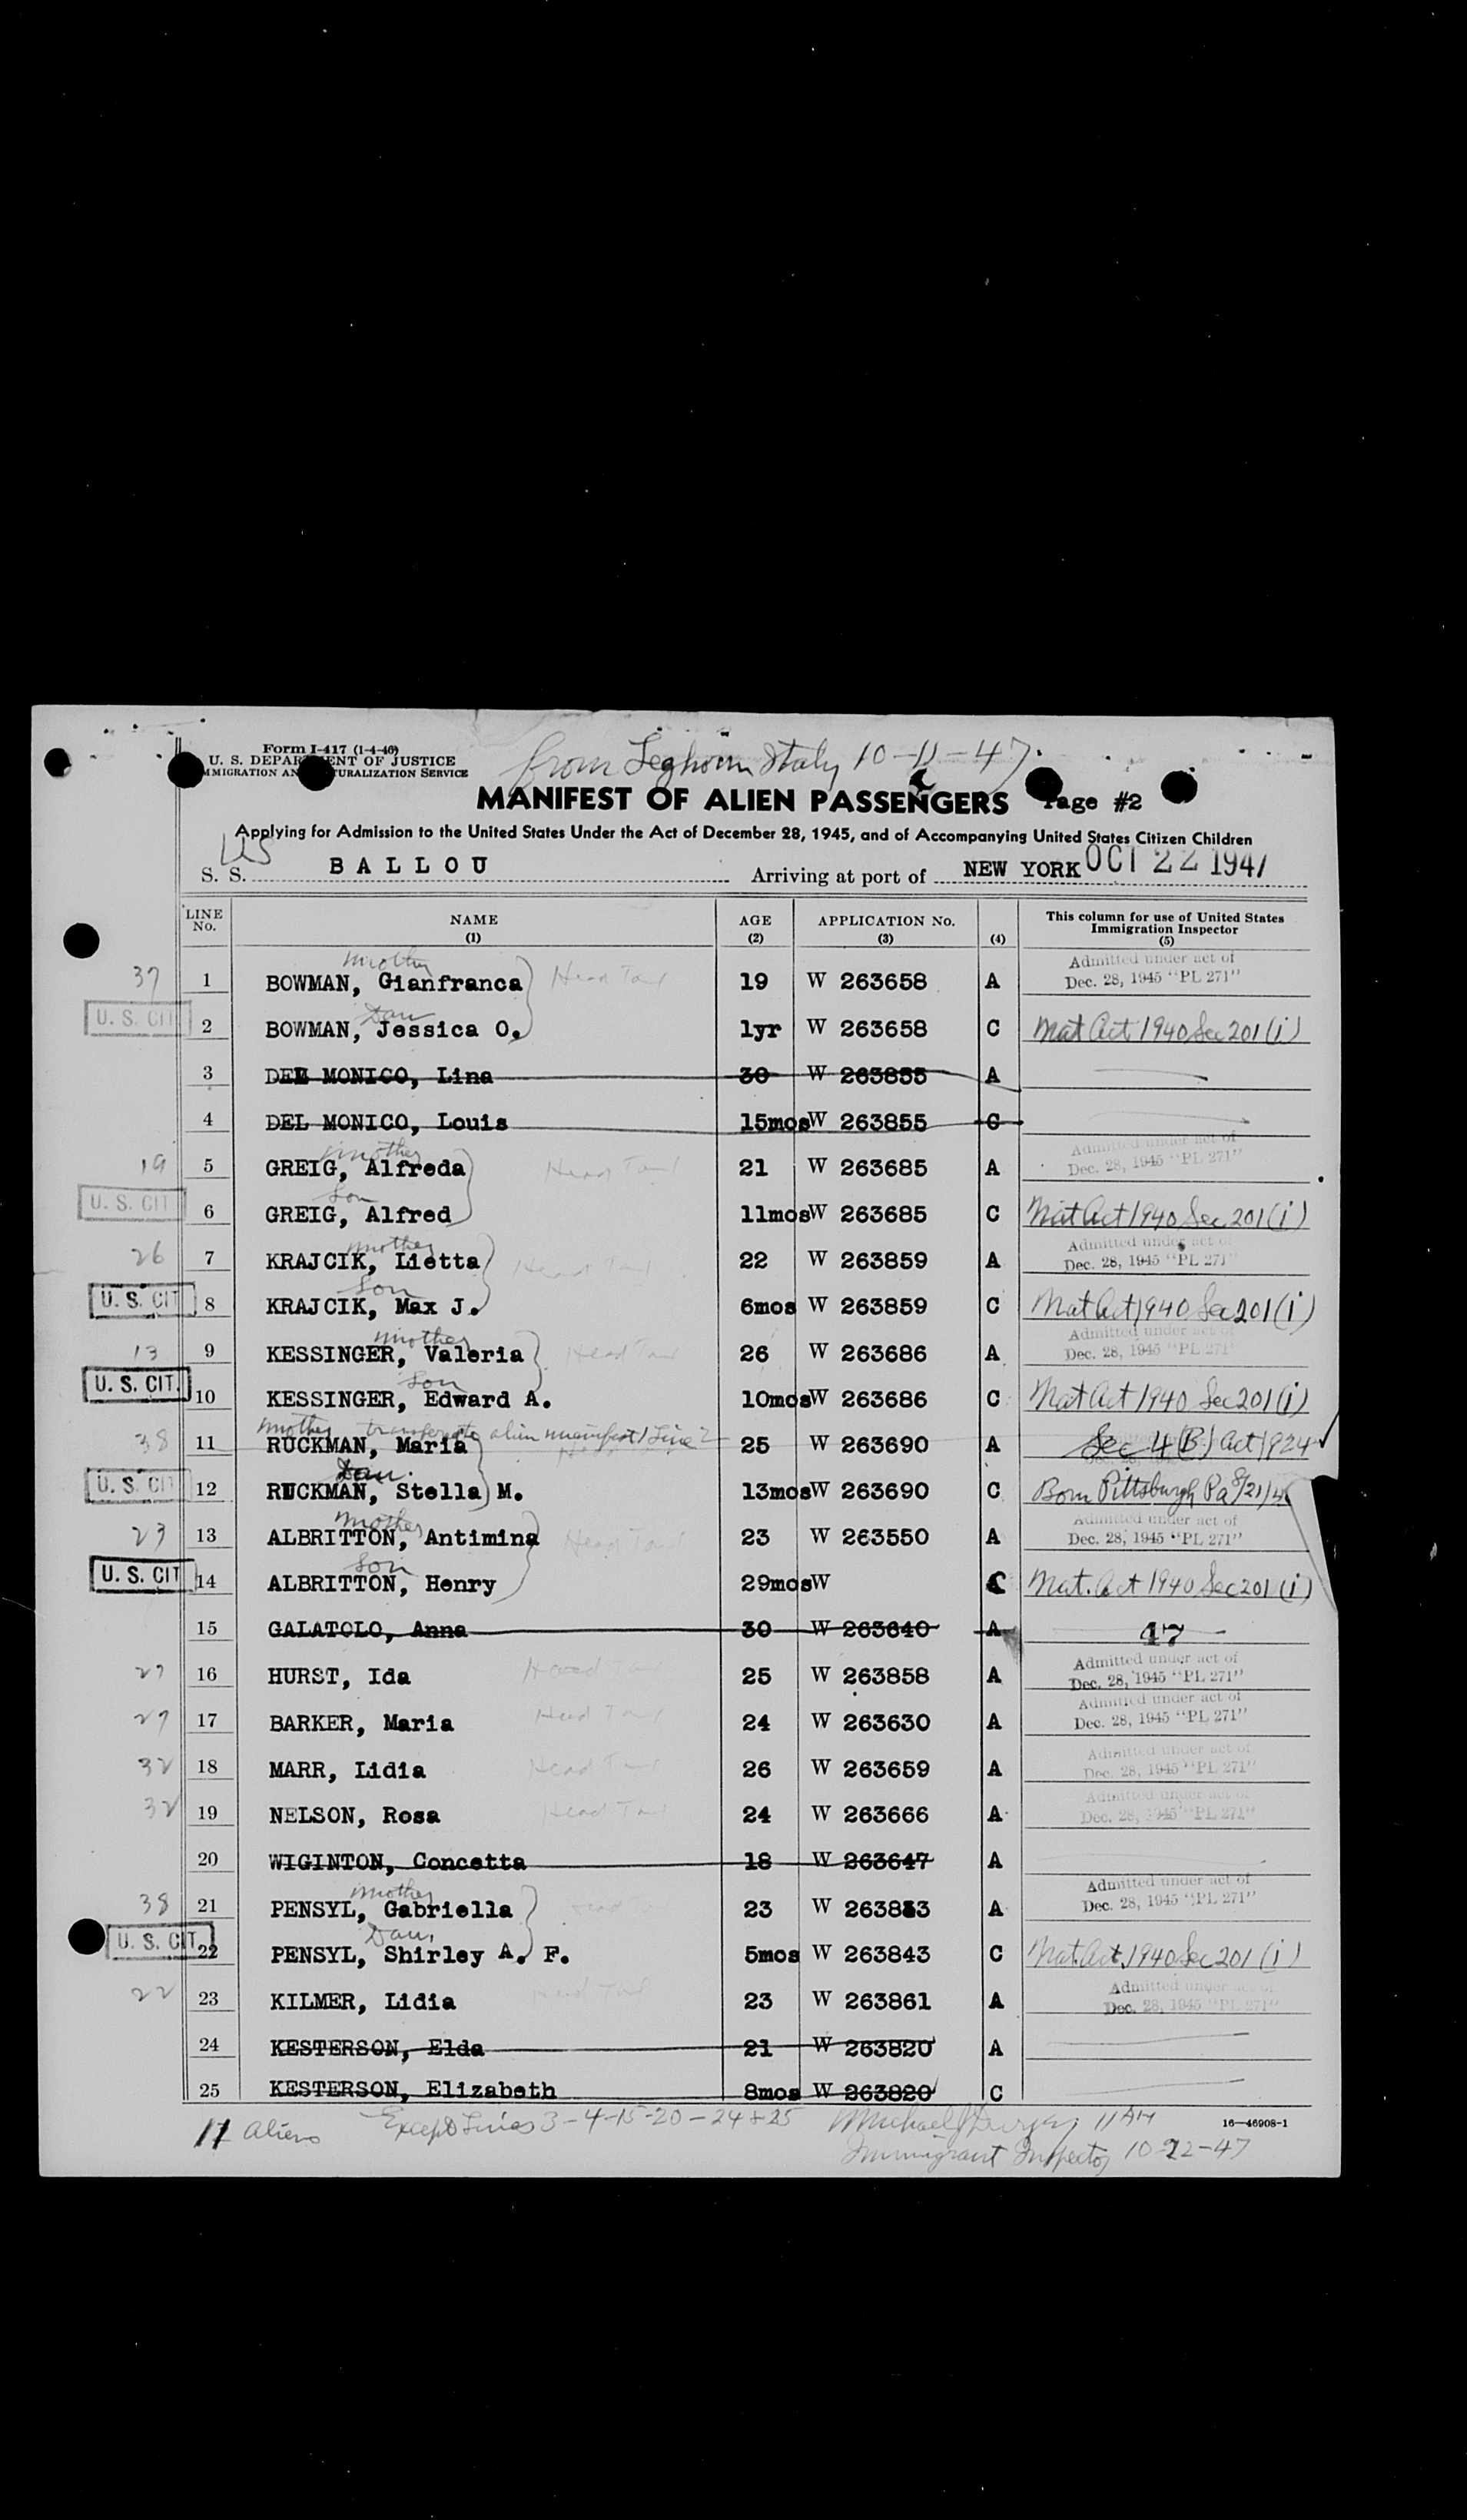 Form I-417 (1-4-46)
U. S. DEPARTMENT OF JUSTICE
IMMIGRATION AND NATURALIZATION SERVICE
from Leghorn Italy 10-11-47
MANIFEST OF ALIEN PASSENGERS Page #2
Applying for Admission to the United States Under the Act of December 28, 1945, and of Accompanying United States Citizen Children
S. S. BALLOU Arriving at port of NEW YORK OCT 22 1947
LINE No. NAME (1) AGE (2) APPLICATION No. (3) (4) This column for use of United States Immigration Inspector (5)
mother Admitted under act of
37 1 BOWMAN, Gianfranca Head Tax 19 W 263658 A Dec. 28, 1945 "PL 271"
Dau
U. S. CIT 2 BOWMAN, Jessica O. 1yr W 263658 C Nat Act 1940 Sec 201 (i)
3 DEL MONICO, Lina 30 W 263855 A
4 DEL MONICO, Louis 15mos W 263855 C
mother Admitted under act of
19 5 GREIG, Alfreda Head Tax 21 W 263685 A Dec. 28, 1945 "PL 271"
Son
U. S. CIT 6 GREIG, Alfred 11mos W 263685 C Nat Act 1940 Sec 201 (i)
mother Admitted under act of
26 7 KRAJCIK, Lietta Head Tax 22 W 263859 A Dec. 28, 1945 "PL 271"
Son
U. S. CIT 8 KRAJCIK, Max J. 6mos W 263859 C Nat Act 1940 Sec 201 (i)
mother Admitted under act of
13 9 KESSINGER, Valeria Head Tax 26 W 263686 A Dec. 28, 1945 "PL 271"
Son
U. S. CIT. 10 KESSINGER, Edward A. 10mos W 263686 C Nat Act 1940 Sec 201 (i)
mother alien manifest 1 Line 2
38 11 RUCKMAN, Maria 25 W 263690 A Sec 4 (B) Act 1924
Dau.
U. S. CIT 12 RUCKMAN, Stella M. 13mos W 263690 C Born Pittsburgh Pa 8/21/4
mother Admitted under act of
23 13 ALBRITTON, Antimina Head Tax 23 W 263550 A Dec. 28, 1945 "PL 271"
Son
U. S. CIT 14 ALBRITTON, Henry 29mos W C Nat. Act 1940 Sec 201 (i)
15 GALATOLO, Anna 30 W 263640 A 47
Admitted under act of
27 16 HURST, Ida Head Tax 25 W 263858 A Dec. 28, 1945 "PL 271"
Admitted under act of
27 17 BARKER, Maria Head Tax 24 W 263630 A Dec. 28, 1945 "PL 271"
Admitted under act of
32 18 MARR, Lidia Head Tax 26 W 263659 A Dec. 28, 1945 "PL 271"
Admitted under act of
32 19 NELSON, Rosa Head Tax 24 W 263666 A Dec. 28, 1945 "PL 271"
20 WIGINTON, Concetta 18 W 263647 A
mother Admitted under act of
38 21 PENSYL, Gabriella 23 W 263843 A Dec. 28, 1945 "PL 271"
Dau.
U. S. CIT. 22 PENSYL, Shirley A. F. 5mos W 263843 C Nat. Act. 1940 Sec 201 (i)
Admitted under act of
22 23 KILMER, Lidia Head Tax 23 W 263861 A Dec. 28, 1945 "PL 271"
24 KESTERSON, Elda 21 W 263820 A
25 KESTERSON, Elizabeth 8mos W 263820 C
17 aliens Except Lines 3-4-15-20-24 & 25 Michael 11 AM 16—46908-1
Immigrant Inspector 10-22-47